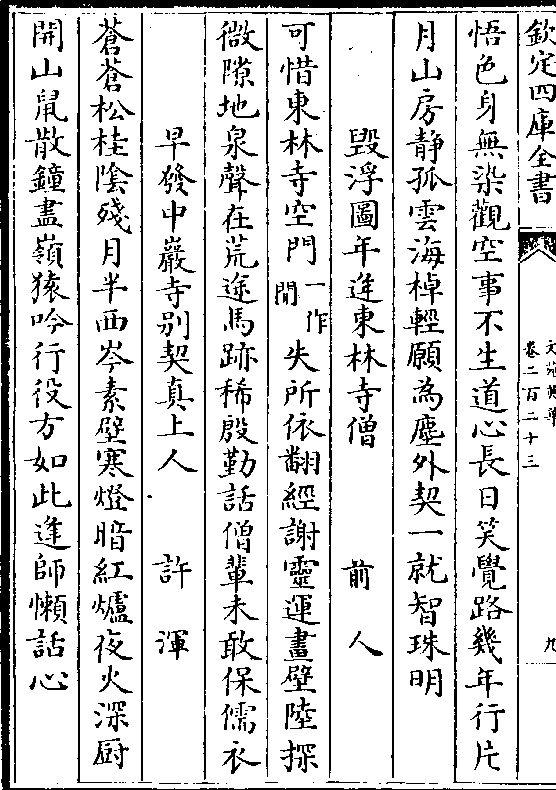 欽定四庫全書
文苑英華
卷二百二十三
九
悟色身無染觀空事不生道心長日笑覺路幾年行片
月山房静孤雲海棹輕願為塵外契一就智珠明
毀浮圖年逢東林寺僧 前人
可惜東林寺空門一作閒失所依翻經謝靈運畫壁陸探
微隙地泉聲在荒途馬跡稀殷勤話僧輩未敢保儒衣
早發中巖寺别契真上人 許渾
蒼蒼松桂陰殘月半西岑素壁寒燈暗紅爐夜火深厨
開山鼠散鐘盡嶺猿吟行役方如此逢師懶話心